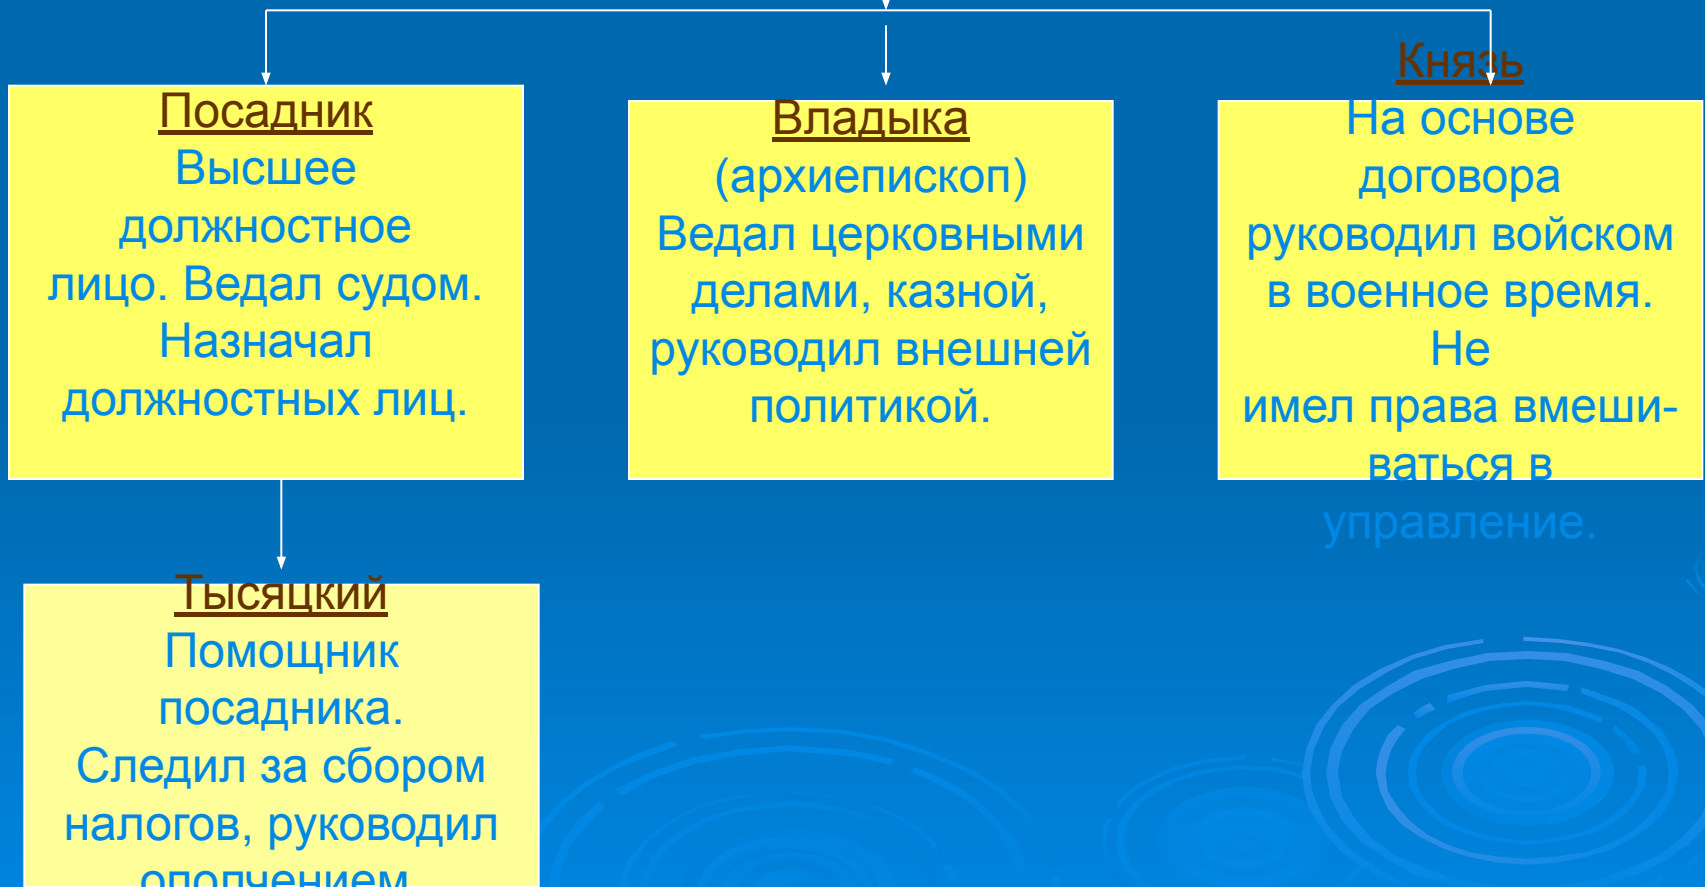 Посадник
Высшее
должностное
лицо. Ведал судом.
Назначал
должностных лиц.
Владыка
(архиепископ)
Ведал церковными
делами, казной,
руководил внешней
политикой.
Князь
На основе
договора
руководил войском
в военное время.
Не
имел права вмеши-
ваться в
управление.
Тысяцкий
Помощник
посадника.
Следил за сбором
налогов, руководил
ополчением